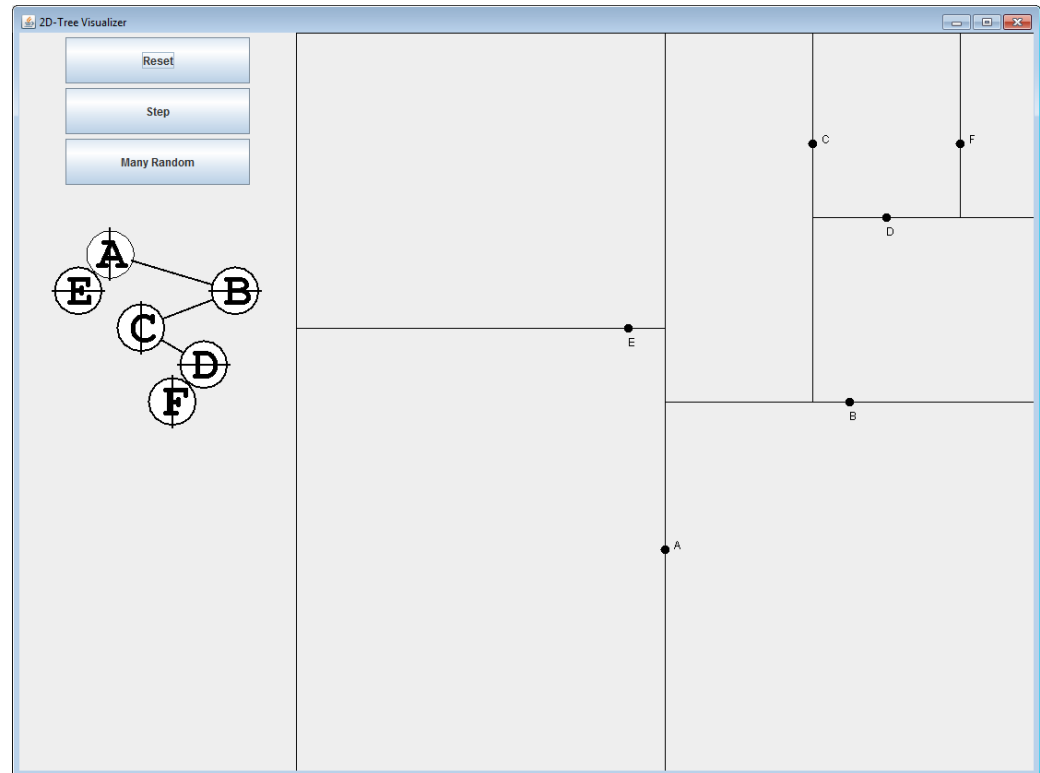 2D-Tree Visualizer
Reset
Step
Many Random
A
E
B
C
D
F
C
F
D
E
B
A